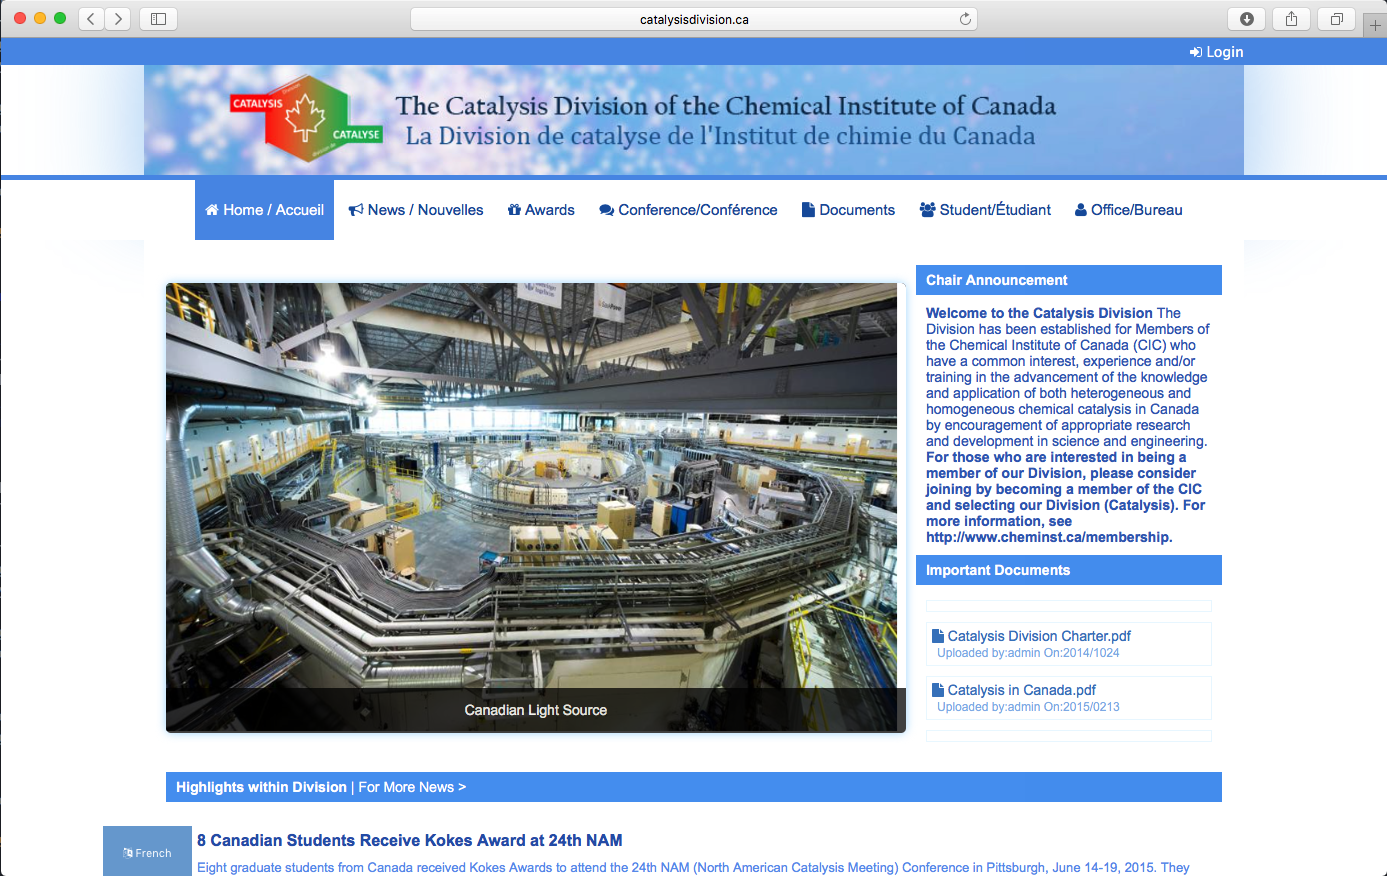 catalysisdivision.ca
Login
CATALYSIS
Division
CATALYSE
division de
The Catalysis Division of the Chemical Institute of Canada
La Division de catalyse de l'Institut de chimie du Canada
Home / Accueil
News / Nouvelles
Awards
Conference/Conférence
Documents
Student/Étudiant
Office/Bureau
Canadian Light Source
Chair Announcement
Welcome to the Catalysis Division The
Division has been established for Members of
the Chemical Institute of Canada (CIC) who
have a common interest, experience and/or
training in the advancement of the knowledge
and application of both heterogeneous and
homogeneous chemical catalysis in Canada
by encouragement of appropriate research
and development in science and engineering.
For those who are interested in being a
member of our Division, please consider
joining by becoming a member of the CIC
and selecting our Division (Catalysis). For
more information, see
http://www.cheminst.ca/membership.
Important Documents
Catalysis Division Charter.pdf
Uploaded by:admin On:2014/1024
Catalysis in Canada.pdf
Uploaded by:admin On:2015/0213
Highlights within Division | For More News >
French
8 Canadian Students Receive Kokes Award at 24th NAM
Eight graduate students from Canada received Kokes Awards to attend the 24th NAM (North American Catalysis Meeting) Conference in Pittsburgh, June 14-19, 2015. They